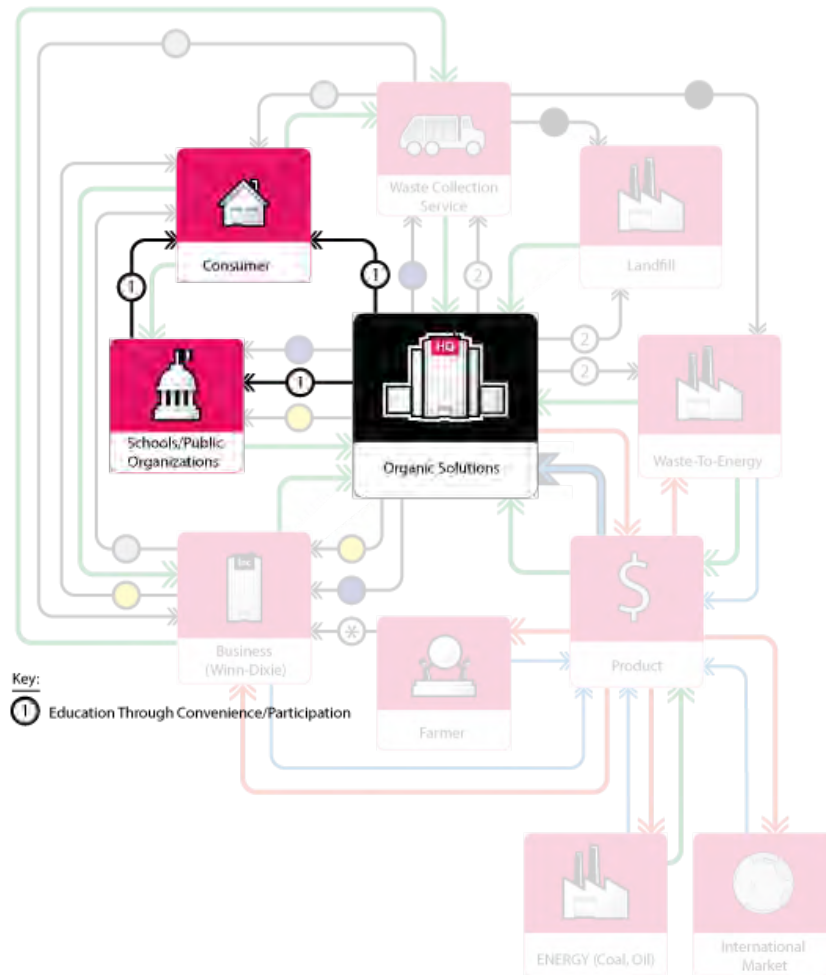 Waste Collection
Service
Consumer
Landfill
1
1
2
2
2
HQ
1
Schools/Public
Organizations
Organic Solutions
Waste-To-Energy
Inc
$
*
Business
(Winn-Dixie)
Product
Farmer
Key:
1 Education Through Convenience/Participation
ENERGY (Coal, Oil)
International
Market